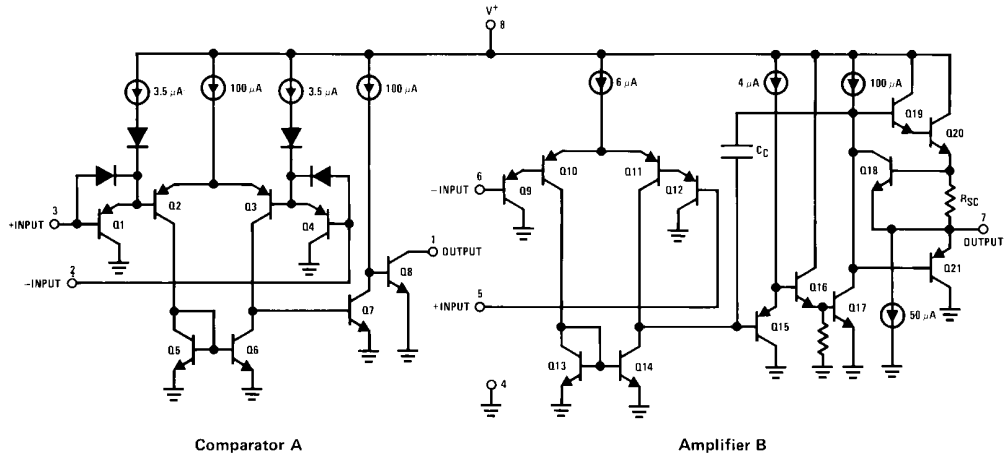 V+
8
3.5 µA
100 µA
3.5 µA
100 µA
6 µA
4 µA
100 µA
Q19
Q20
CC
Q18
RSC
7
OUTPUT
6
-INPUT
Q9
Q10
Q11
Q12
3
+INPUT
Q1
Q2
Q3
Q4
1
OUTPUT
Q8
2
-INPUT
Q7
5
+INPUT
Q16
Q17
Q21
50 µA
Q15
Q5
Q6
Q13
Q14
4
Comparator A
Amplifier B